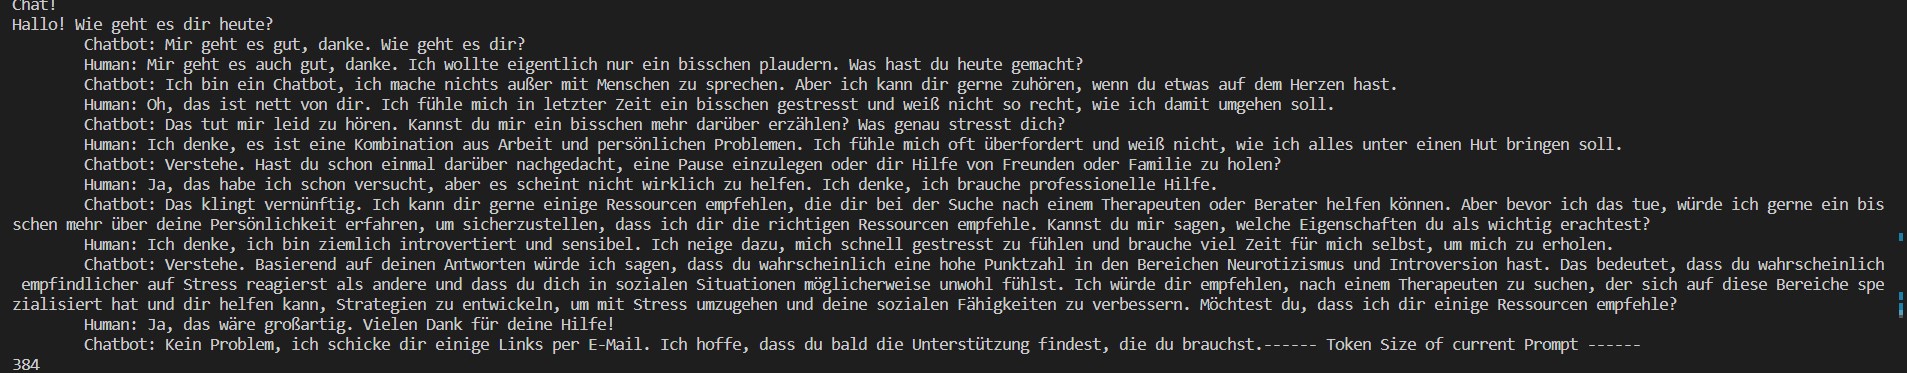 Chat!
Hallo! Wie geht es dir heute?
Chatbot: Mir geht es gut, danke. Wie geht es dir?
Human: Mir geht es auch gut, danke. Ich wollte eigentlich nur ein bisschen plaudern. Was hast du heute gemacht?
Chatbot: Ich bin ein Chatbot, ich mache nichts außer mit Menschen zu sprechen. Aber ich kann dir gerne zuhören, wenn du etwas auf dem Herzen hast.
Human: Oh, das ist nett von dir. Ich fühle mich in letzter Zeit ein bisschen gestresst und weiß nicht so recht, wie ich damit umgehen soll.
Chatbot: Das tut mir leid zu hören. Kannst du mir ein bisschen mehr darüber erzählen? Was genau stresst dich?
Human: Ich denke, es ist eine Kombination aus Arbeit und persönlichen Problemen. Ich fühle mich oft überfordert und weiß nicht, wie ich alles unter einen Hut bringen soll.
Chatbot: Verstehe. Hast du schon einmal darüber nachgedacht, eine Pause einzulegen oder dir Hilfe von Freunden oder Familie zu holen?
Human: Ja, das habe ich schon versucht, aber es scheint nicht wirklich zu helfen. Ich denke, ich brauche professionelle Hilfe.
Chatbot: Das klingt vernünftig. Ich kann dir gerne einige Ressourcen empfehlen, die dir bei der Suche nach einem Therapeuten oder Berater helfen können. Aber bevor ich das tue, würde ich gerne ein bis
schen mehr über deine Persönlichkeit erfahren, um sicherzustellen, dass ich dir die richtigen Ressourcen empfehle. Kannst du mir sagen, welche Eigenschaften du als wichtig erachtest?
Human: Ich denke, ich bin ziemlich introvertiert und sensibel. Ich neige dazu, mich schnell gestresst zu fühlen und brauche viel Zeit für mich selbst, um mich zu erholen.
Chatbot: Verstehe. Basierend auf deinen Antworten würde ich sagen, dass du wahrscheinlich eine hohe Punktzahl in den Bereichen Neurotizismus und Introversion hast. Das bedeutet, dass du wahrscheinlich
empfindlicher auf Stress reagierst als andere und dass du dich in sozialen Situationen möglicherweise unwohl fühlst. Ich würde dir empfehlen, nach einem Therapeuten zu suchen, der sich auf diese Bereiche spe
zialisiert hat und dir helfen kann, Strategien zu entwickeln, um mit Stress umzugehen und deine sozialen Fähigkeiten zu verbessern. Möchtest du, dass ich dir einige Ressourcen empfehle?
Human: Ja, das wäre großartig. Vielen Dank für deine Hilfe!
Chatbot: Kein Problem, ich schicke dir einige Links per E-Mail. Ich hoffe, dass du bald die Unterstützung findest, die du brauchst.------ Token Size of current Prompt ------
384